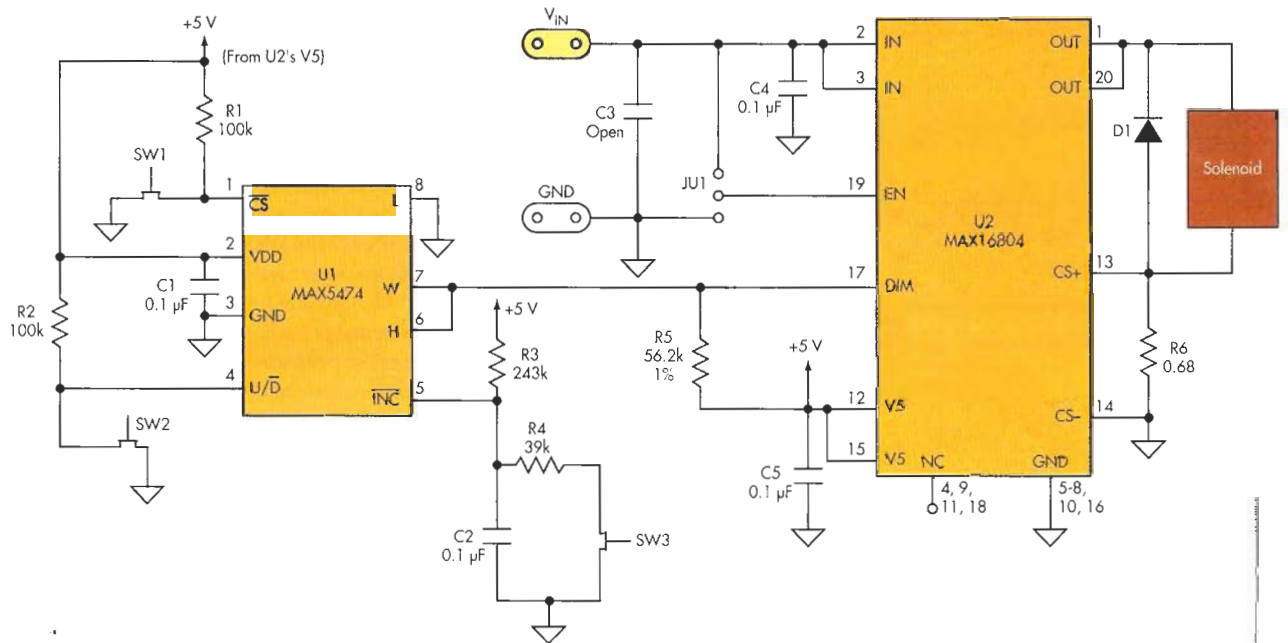 +5 V
(From U2's V5)
R1
100k
SW1
1
CS
8
L
2
VDD
C1
0.1 µF
3
GND
U1
MAX5474
7
W
6
H
R2
100k
4
U/D
5
INC
SW2
+5 V
R3
243k
R4
39k
C2
0.1 µF
SW3
VIN
C3
Open
GND
JU1
C4
0.1 µF
2
IN
3
IN
19
EN
17
DIM
U2
MAX16804
R5
56.2k
1%
+5 V
12
V5
15
V5
C5
0.1 µF
NC
4, 9,
11, 18
GND
5-8,
10, 16
OUT
1
OUT
20
D1
Solenoid
CS+
13
R6
0.68
CS−
14